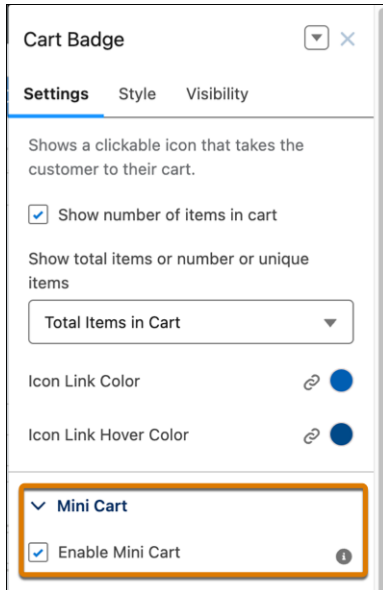 Cart Badge
Settings Style Visibility
Shows a clickable icon that takes the
customer to their cart.
Show number of items in cart
Show total items or number or unique
items
Total Items in Cart
Icon Link Color
Icon Link Hover Color
Mini Cart
Enable Mini Cart